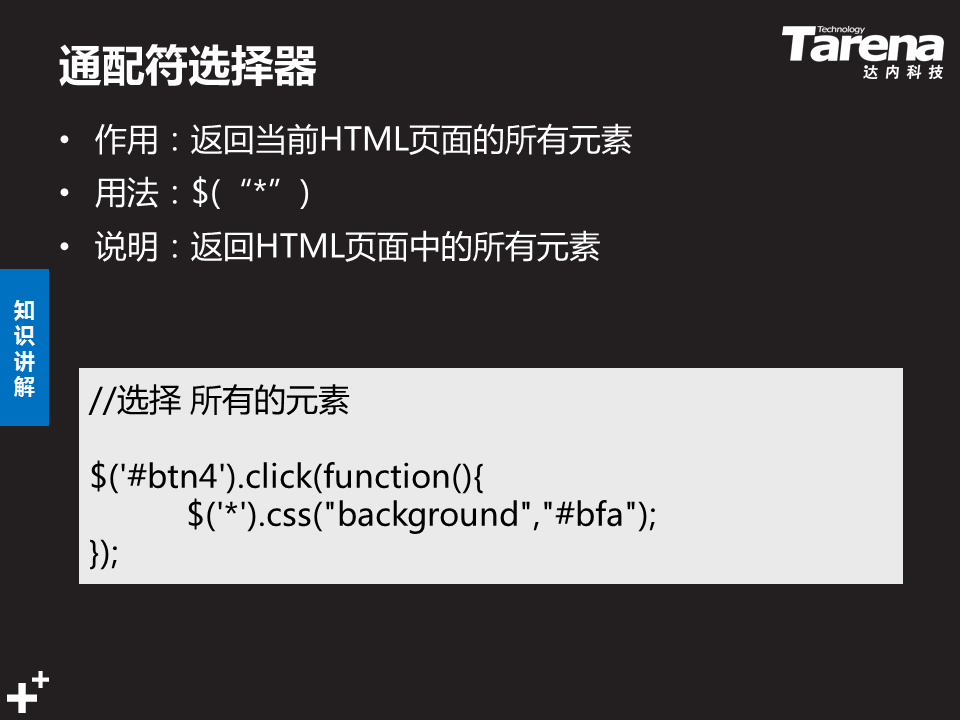 通配符选择器
Technology
Tarena
达内科技
• 作用：返回当前HTML页面的所有元素
• 用法：$(“*”)
• 说明：返回HTML页面中的所有元素
知
识
讲
解
//选择 所有的元素
$('#btn4').click(function(){
$('*').css("background","#bfa");
});